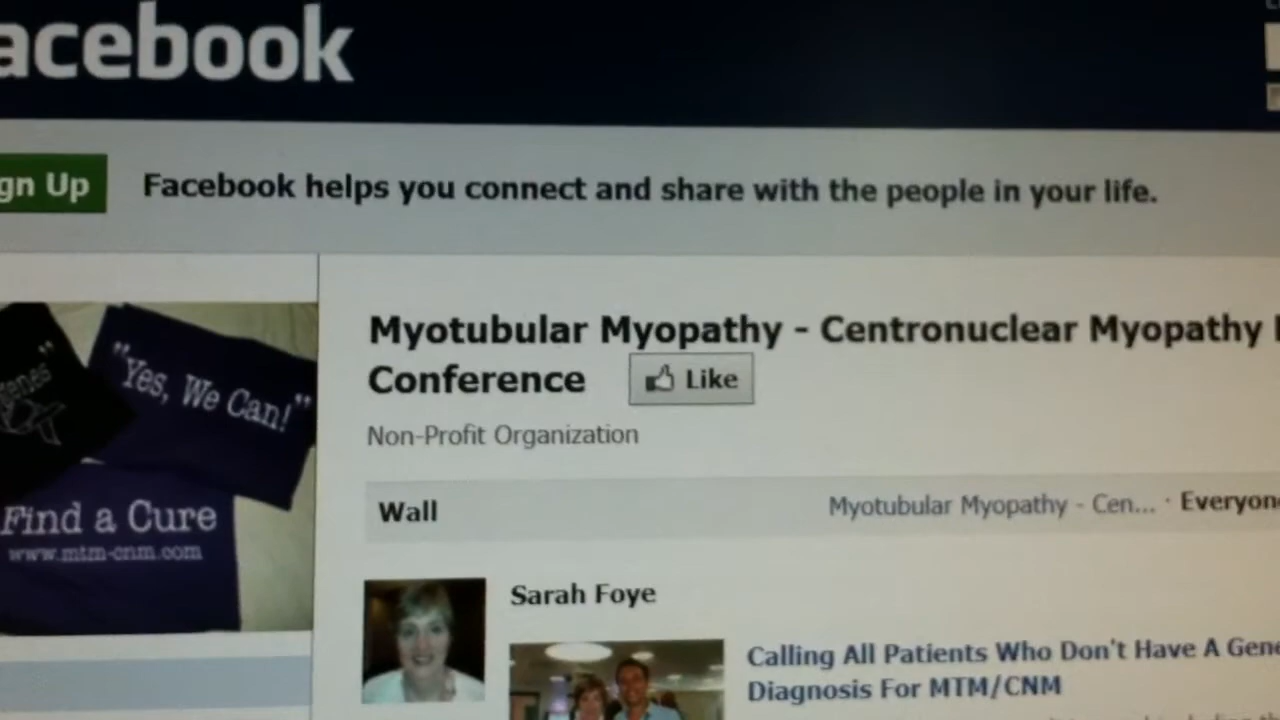 acebook
gn Up
Facebook helps you connect and share with the people in your life.
"Yes, We Can!"
Find a Cure
www.mtm-cnm.com
Myotubular Myopathy - Centronuclear Myopathy
Conference
Like
Non-Profit Organization
Wall
Myotubular Myopathy - Cen... · Everyon
Sarah Foye
Calling All Patients Who Don't Have A Gene
Diagnosis For MTM/CNM